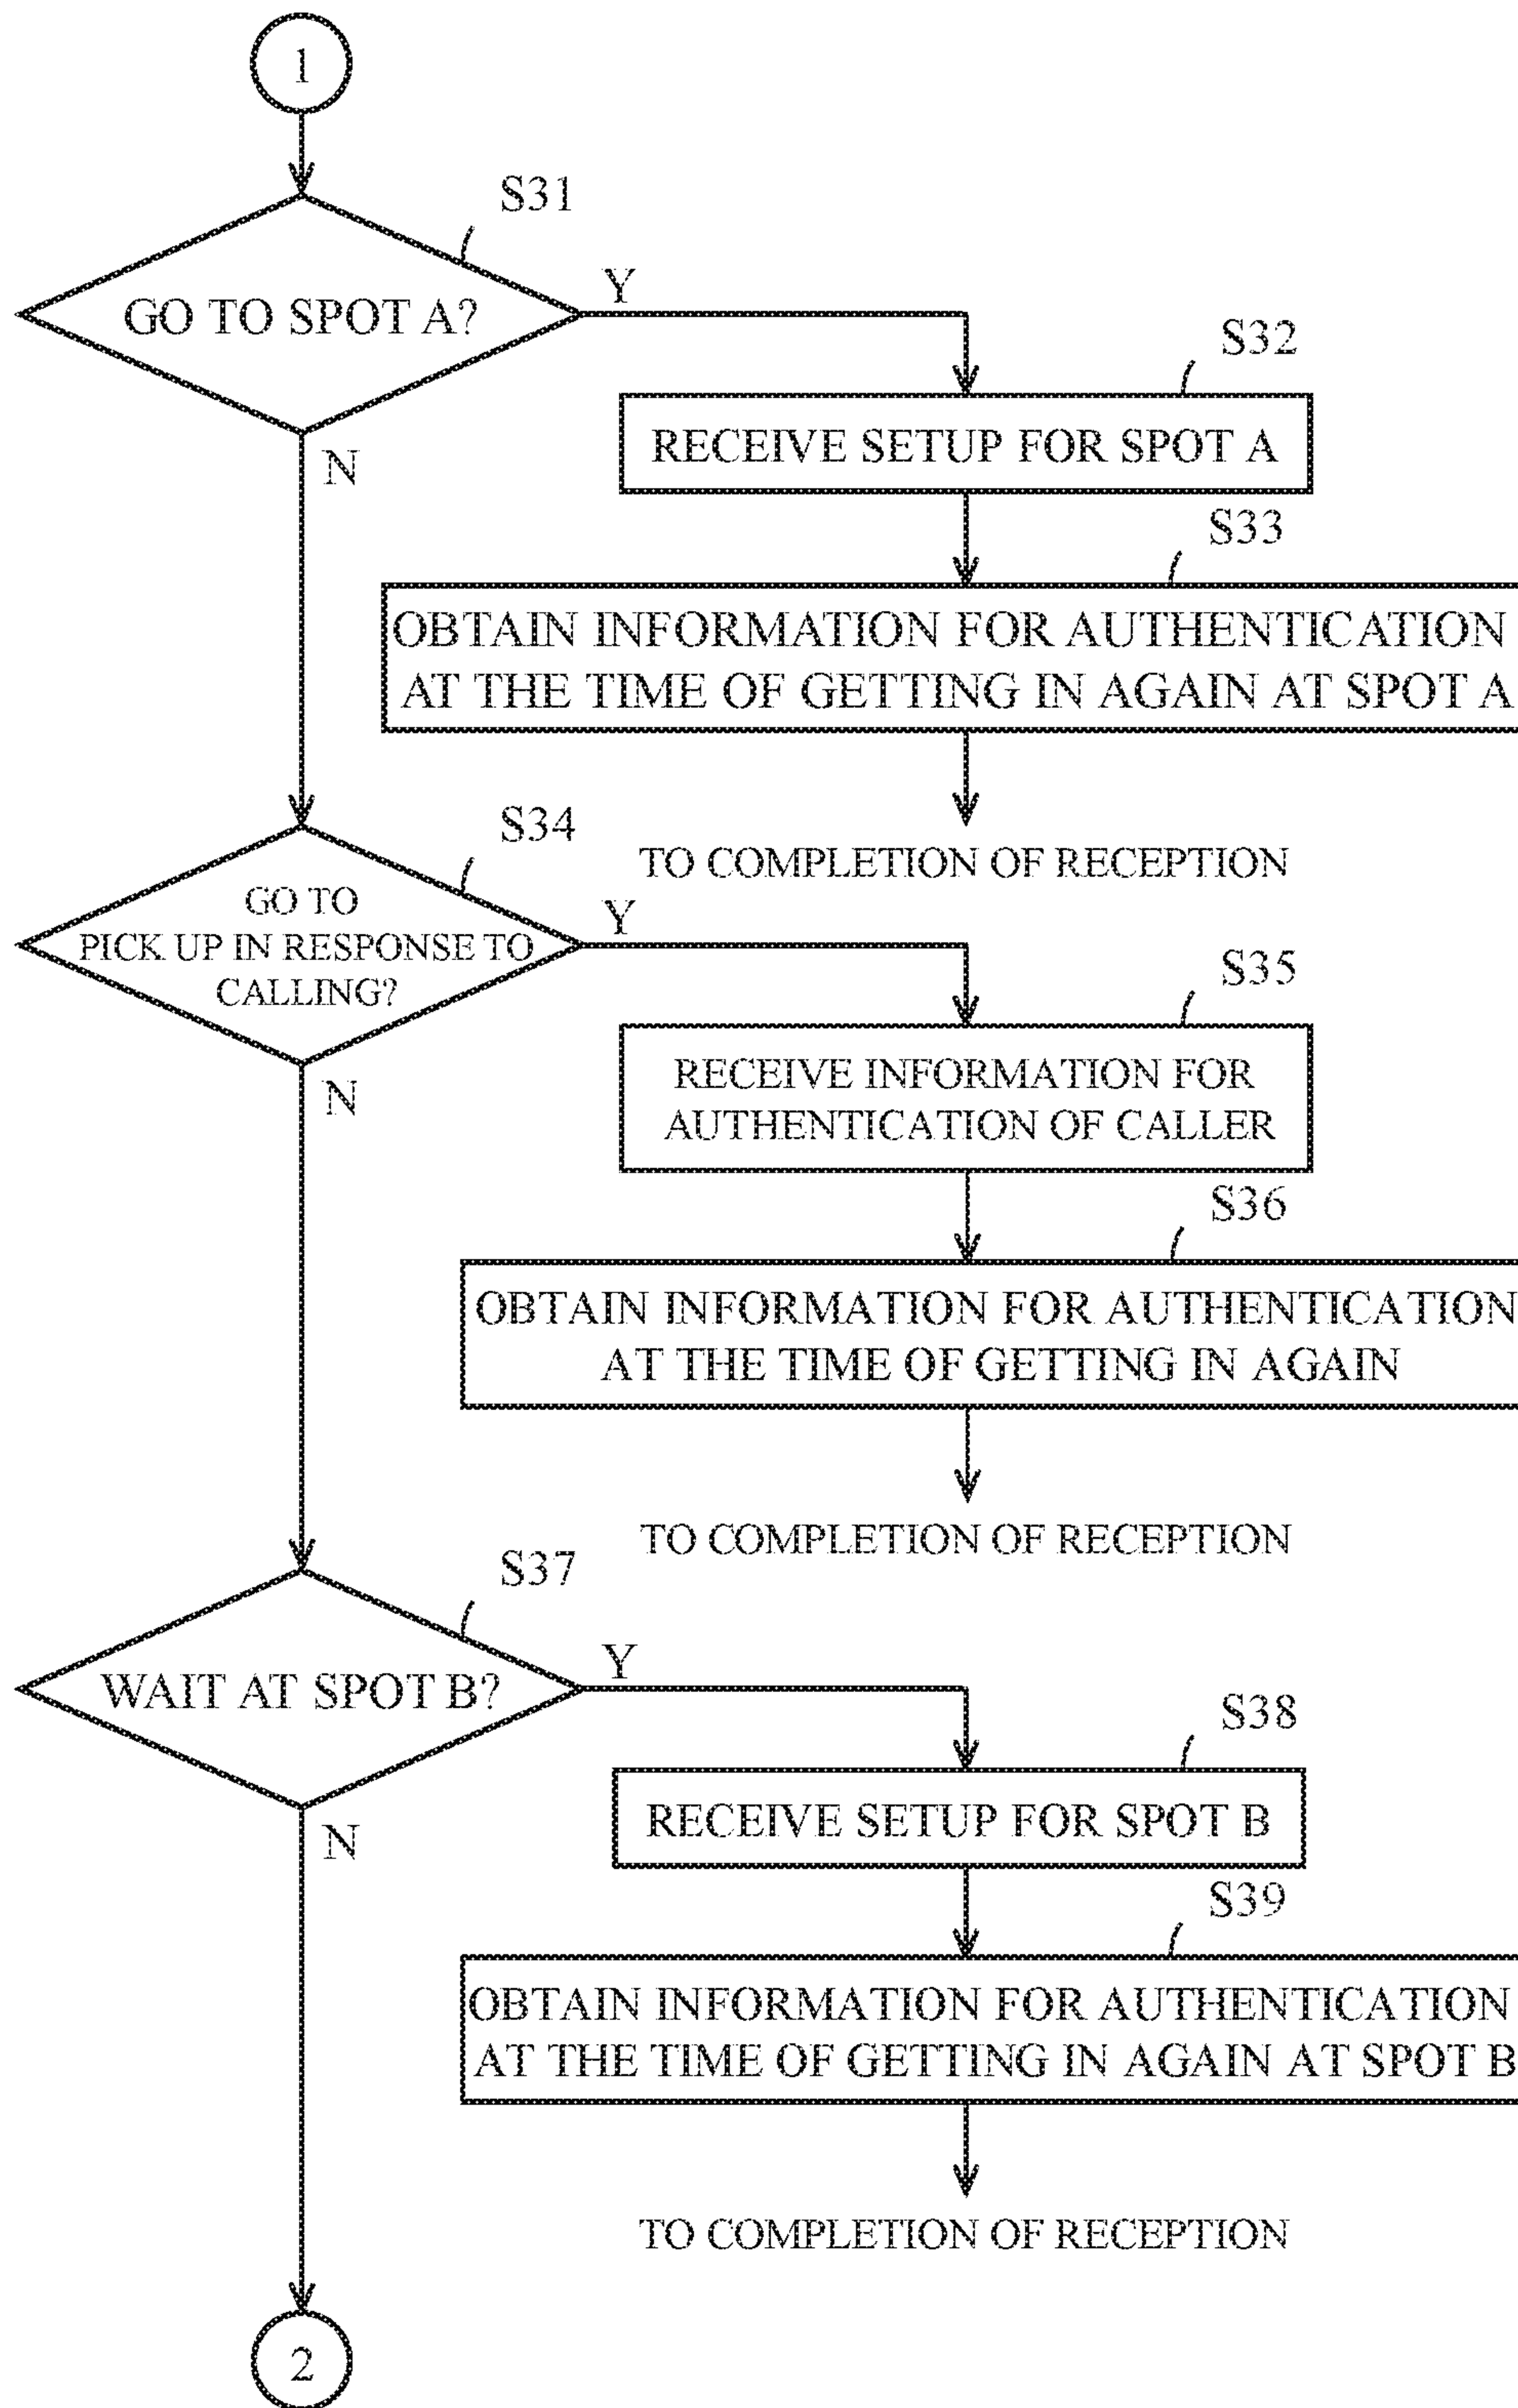 1
S31
GO TO SPOT A?
Y
N
S32
RECEIVE SETUP FOR SPOT A
S33
OBTAIN INFORMATION FOR AUTHENTICATION
AT THE TIME OF GETTING IN AGAIN AT SPOT A
TO COMPLETION OF RECEPTION
S34
GO TO
PICK UP IN RESPONSE TO
CALLING?
Y
N
S35
RECEIVE INFORMATION FOR
AUTHENTICATION OF CALLER
S36
OBTAIN INFORMATION FOR AUTHENTICATION
AT THE TIME OF GETTING IN AGAIN
TO COMPLETION OF RECEPTION
S37
WAIT AT SPOT B?
Y
N
S38
RECEIVE SETUP FOR SPOT B
S39
OBTAIN INFORMATION FOR AUTHENTICATION
AT THE TIME OF GETTING IN AGAIN AT SPOT B
TO COMPLETION OF RECEPTION
2